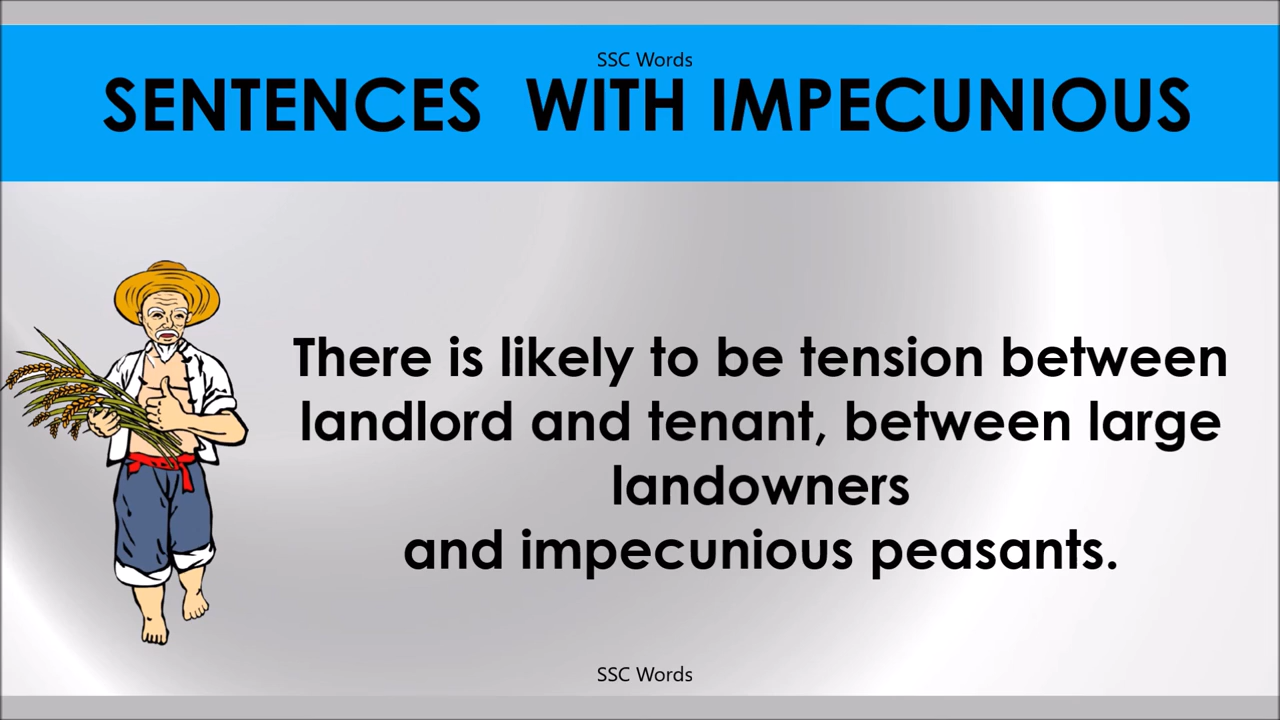 SSC Words
SENTENCES WITH IMPECUNIOUS
There is likely to be tension between
landlord and tenant, between large
landowners
and impecunious peasants.
SSC Words